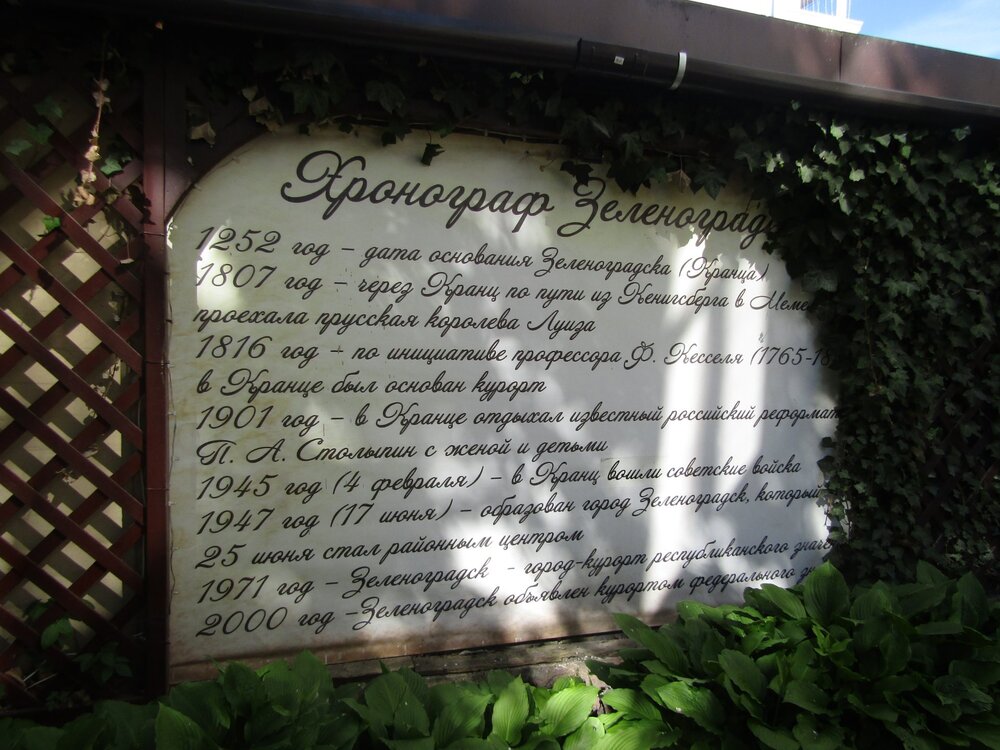 Хронограф Зеленоград
1252 год – дата основания Зеленоградска (Кранца)
1807 год – через Кранц по пути из Кенигсберга в Меме
проехала прусская королева Луиза
1816 год – по инициативе профессора Ф. Кесселя (1765-18
в Кранце был основан курорт
1901 год – в Кранце отдыхал известный российский реформат
П. А. Столыпин с женой и детьми
1945 год (4 февраля) – в Кранц вошли советские войска
1947 год (17 июня) – образован город Зеленоградск, который
25 июня стал районным центром
1971 год – Зеленоградск - город-курорт республиканского значе
2000 год – Зеленоградск объявлен курортом федерального зн